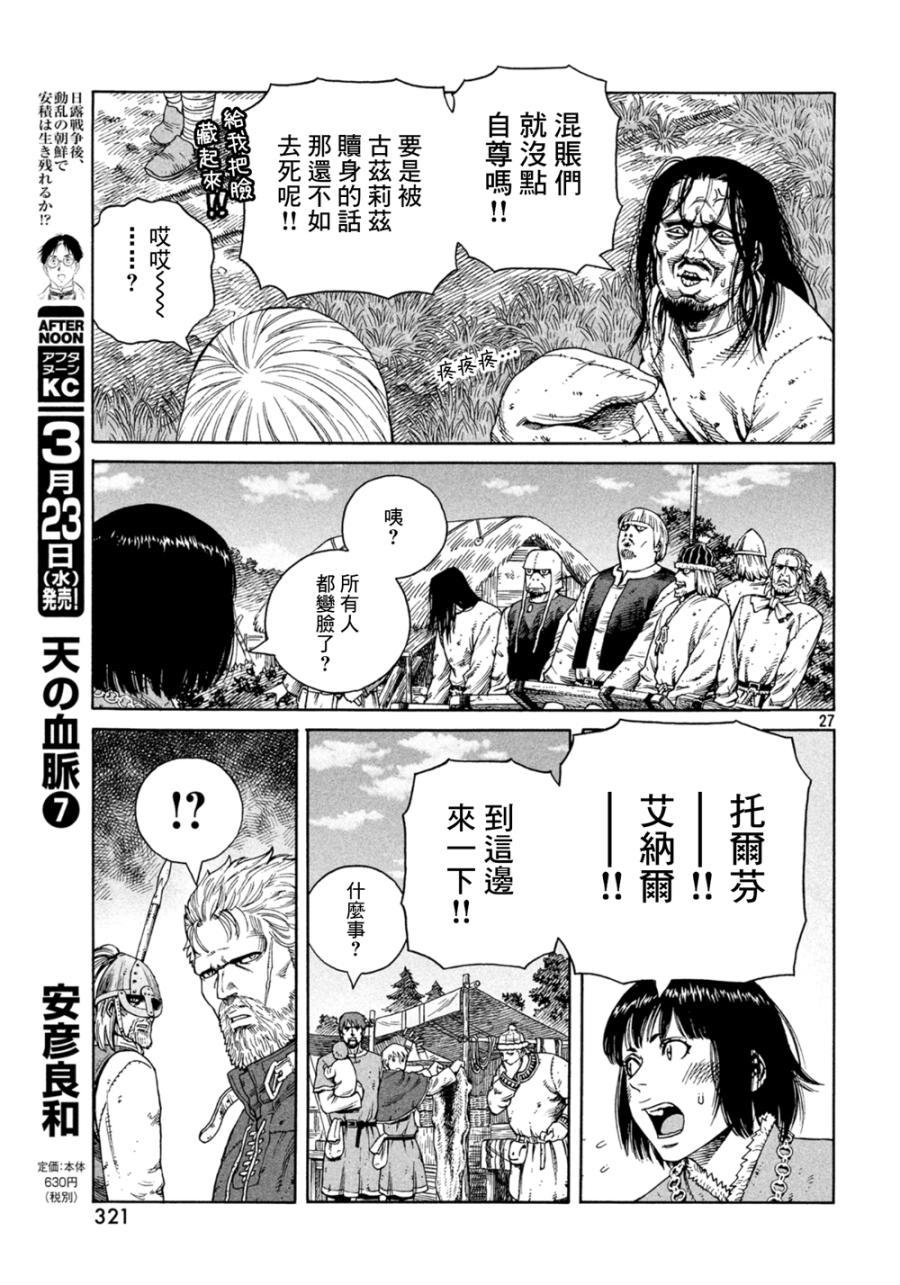 混賬們
就沒點
自尊嗎!!
要是被
古茲莉茲
贖身的話
那還不如
去死呢!!
給我把臉
藏起來!!
哎哎~~
……?
疼疼疼…
咦?
所有人
都變臉了?
27
托爾芬
——!!
艾納爾
——!!
到這邊
來一下!!
什麼事?
!?
日露戦争後、
動乱の朝鮮で
安積は生き残れるか!?
AFTER
NOON
アフタ
ヌーン
KC
3月23日(水)発売!
天の血脈7
安彦良和
定価:本体
630円
(税別)
321